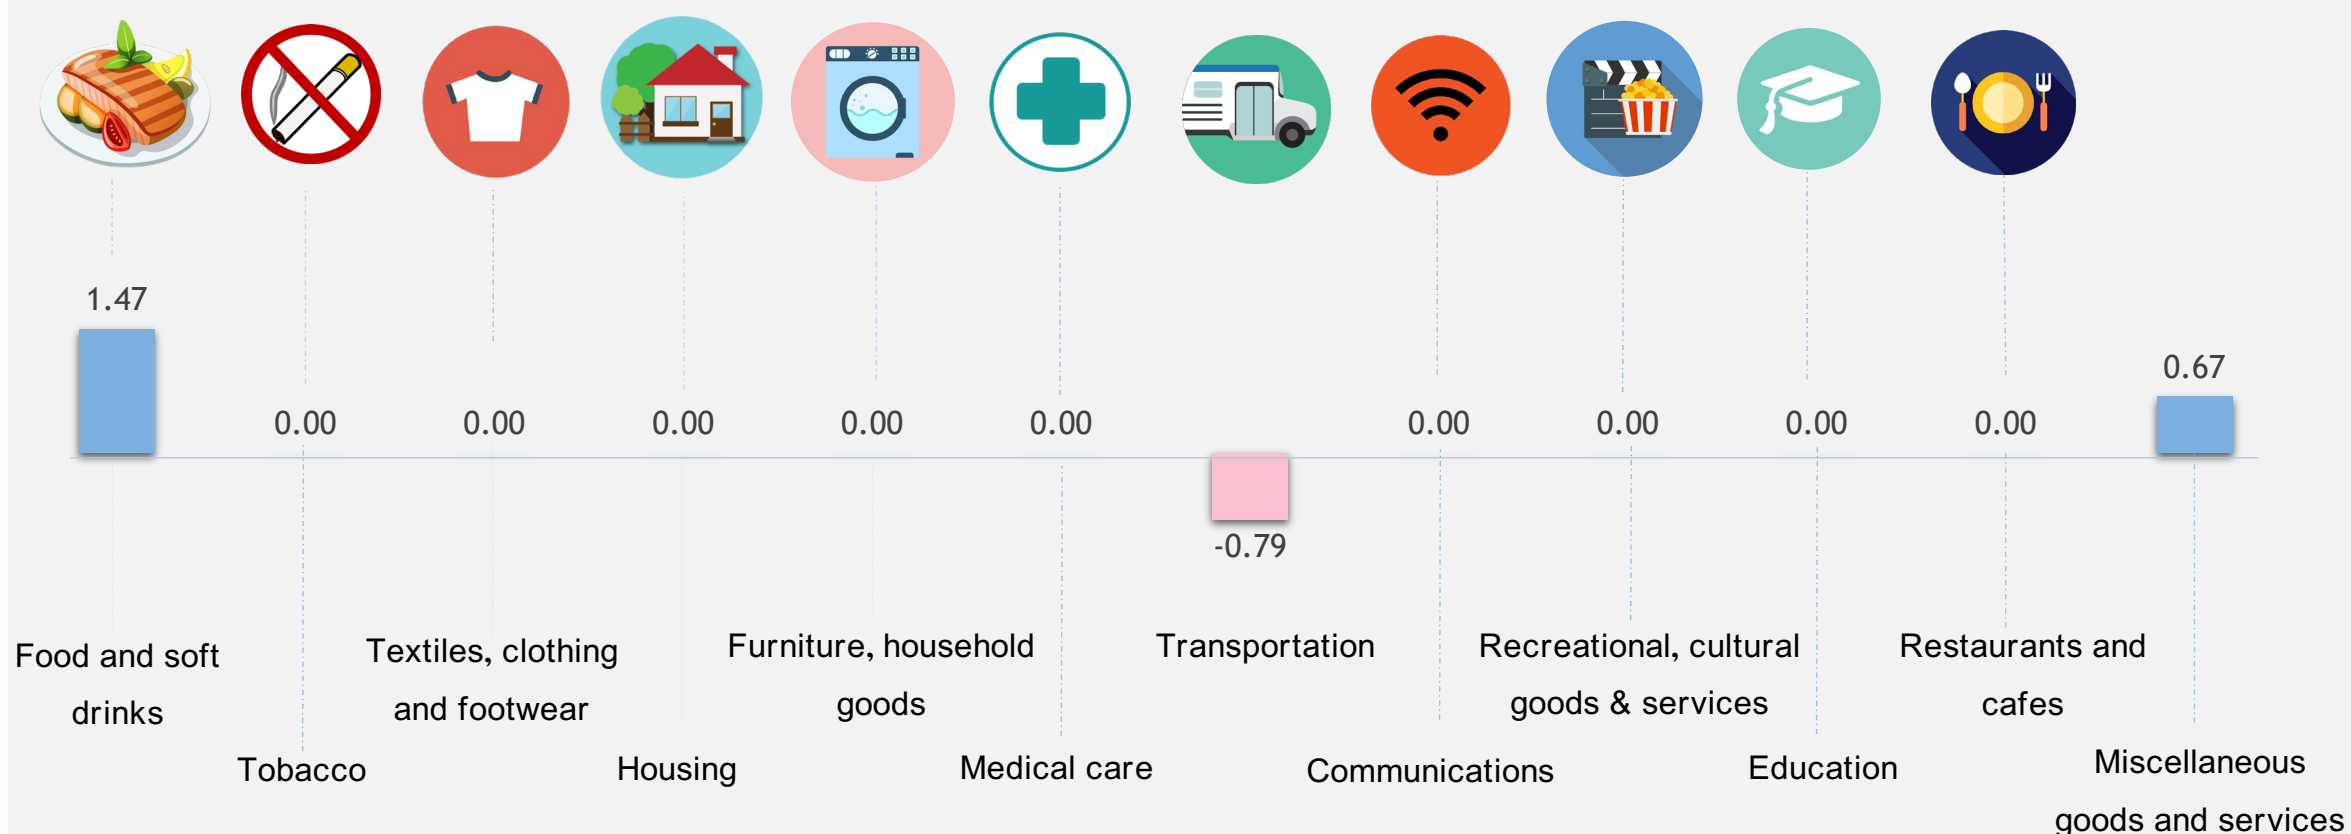 1.47
0.00
0.00
0.00
0.00
0.00
-0.79
0.00
0.00
0.00
0.00
0.67
Food and soft
drinks
Tobacco
Textiles, clothing
and footwear
Housing
Furniture, household
goods
Medical care
Transportation
Communications
Recreational, cultural
goods & services
Education
Restaurants and
cafes
Miscellaneous
goods and services